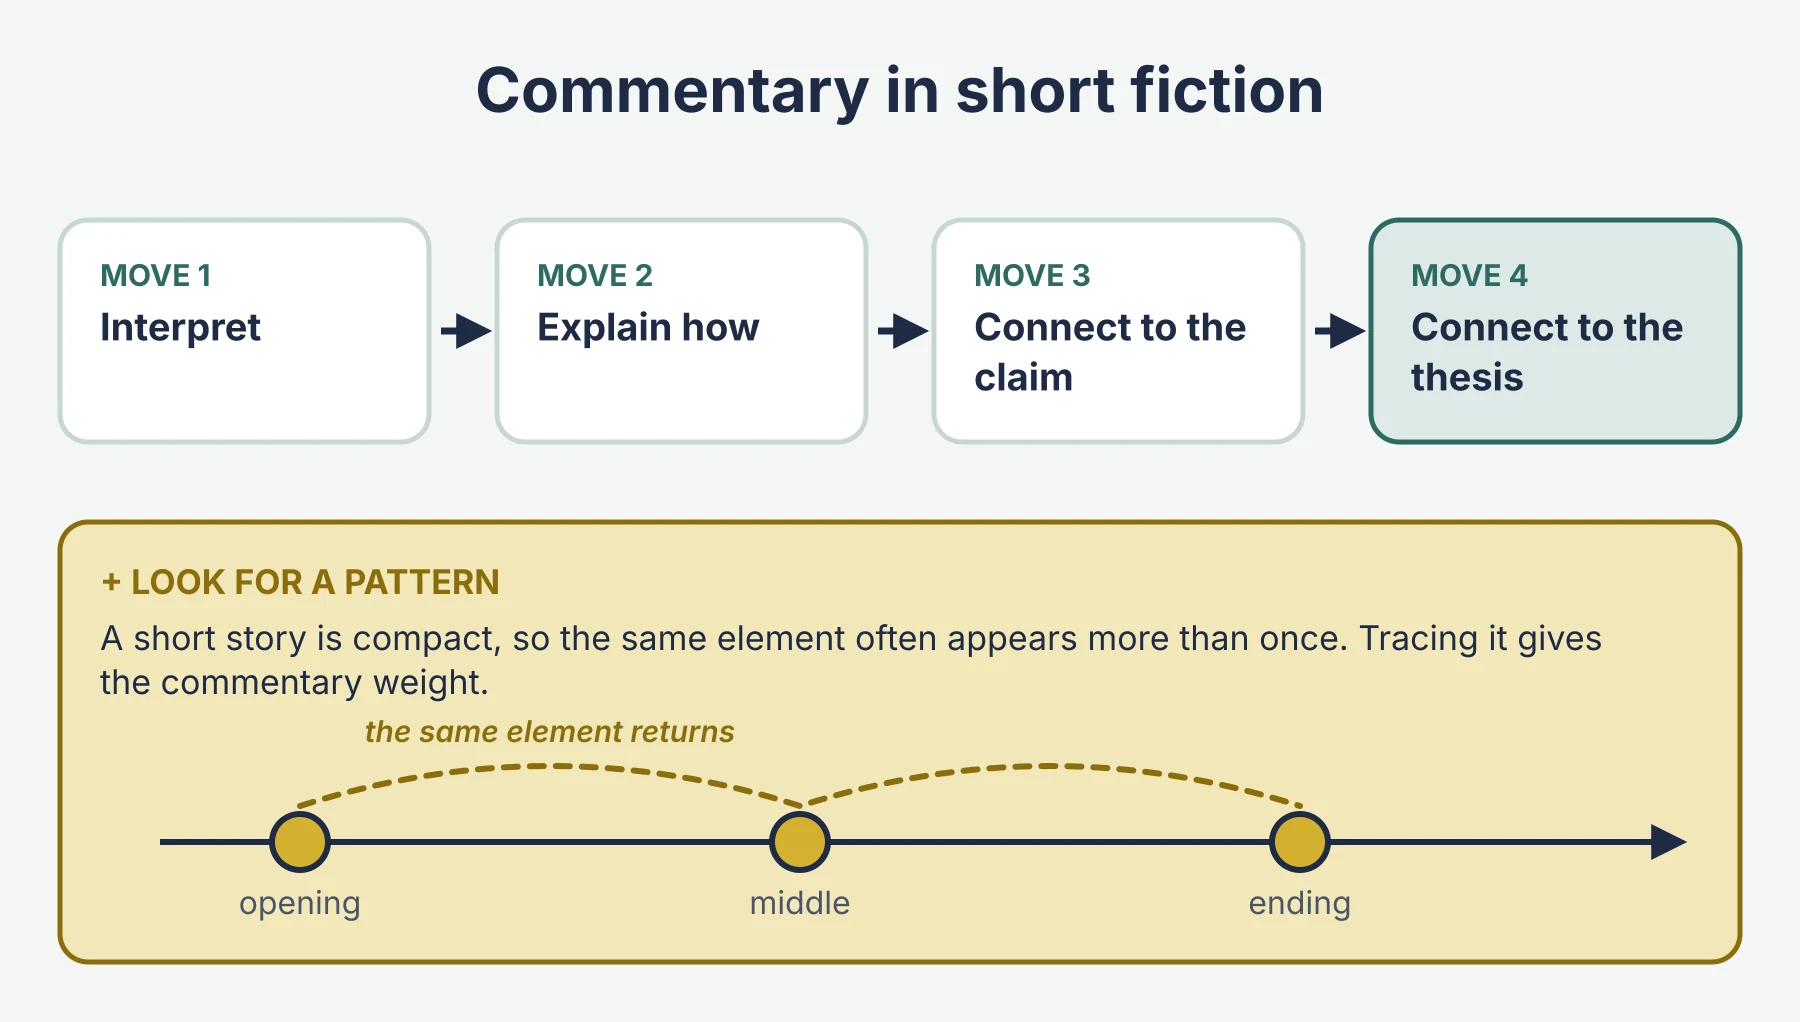 Commentary in short fiction
MOVE 1
Interpret
MOVE 2
Explain how
MOVE 3
Connect to the
claim
MOVE 4
Connect to the
thesis
+ LOOK FOR A PATTERN
A short story is compact, so the same element often appears more than once. Tracing it gives
the commentary weight.
the same element returns
opening
middle
ending